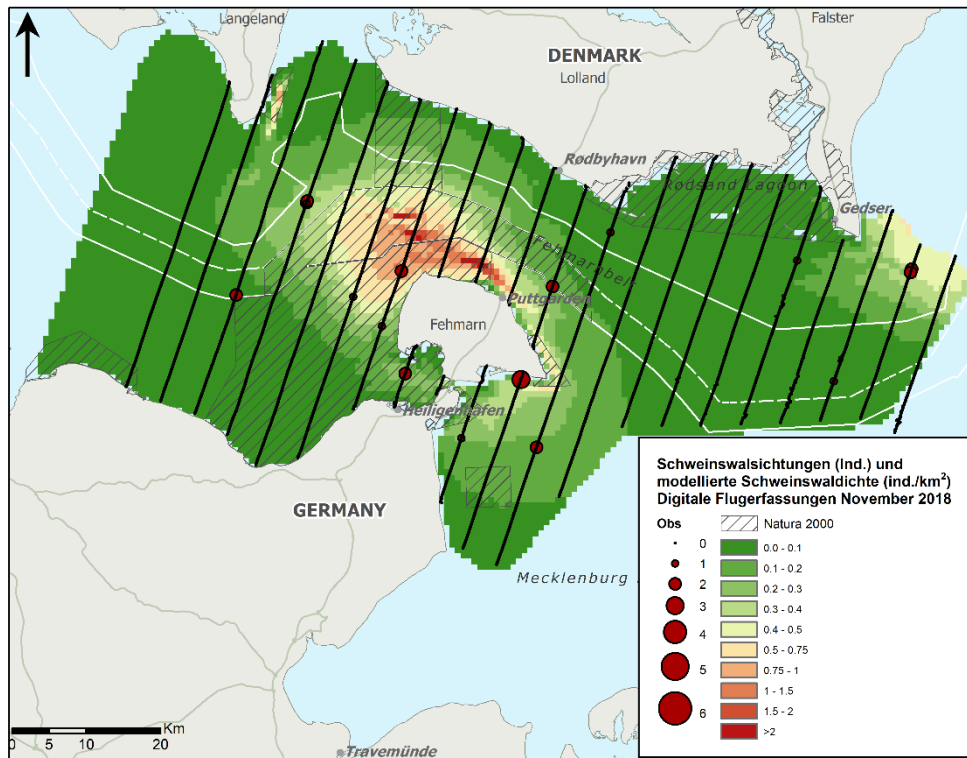 Langeland
Falster
DENMARK
Lolland
Rødbyhavn
Rødsand Lagoon
Gedser
Fehmarnbelt
Puttgarden
Fehmarn
Heiligenhafen
GERMANY
Mecklenburg
Travemünde
Km
0 5 10 20
Schweinswalsichtungen (Ind.) und
modellierte Schweinswaldichte (ind./km²)
Digitale Flugerfassungen November 2018
Obs
Natura 2000
0
1
2
3
4
5
6
0.0 - 0.1
0.1 - 0.2
0.2 - 0.3
0.3 - 0.4
0.4 - 0.5
0.5 - 0.75
0.75 - 1
1 - 1.5
1.5 - 2
>2